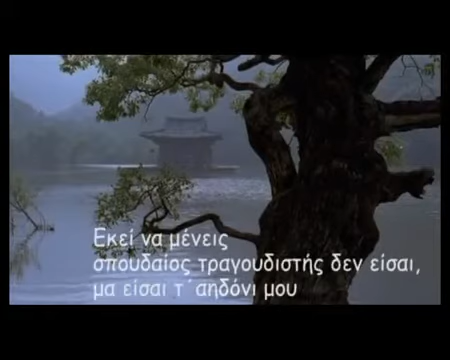 Εκεί να μένεις
σπουδαίος τραγουδιστής δεν είσαι,
μα είσαι τ΄αηδόνι μου